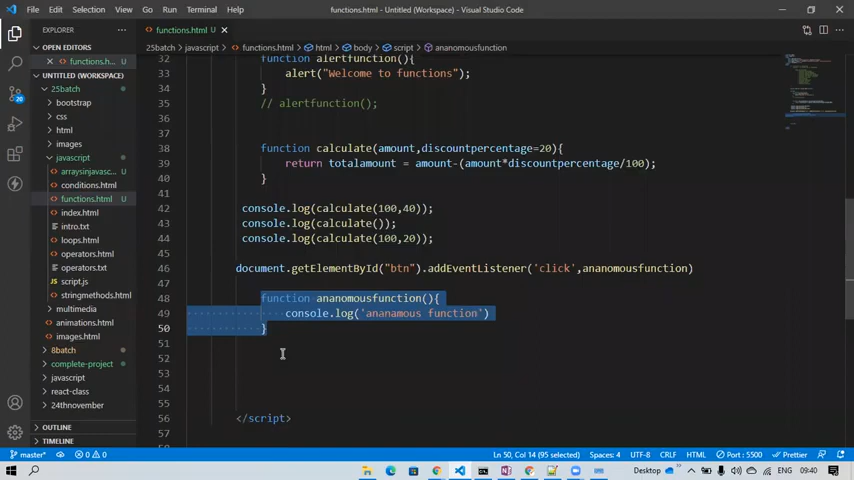 File Edit Selection View Go Run Terminal Help
functions.html - Untitled (Workspace) - Visual Studio Code
EXPLORER
OPEN EDITORS
functions.h... U
UNTITLED (WORKSPACE)
25batch
bootstrap
css
html
images
javascript
arraysinjavasc... U
conditions.html
functions.html U
index.html
intro.txt
loops.html
operators.html
operators.txt
script.js
stringmethods.html
multimedia
animations.html
images.html
8batch
complete-project
javascript
react-class
24thnovember
OUTLINE
TIMELINE
20
functions.html U
25batch > javascript > functions.html > html > body > script > ananomousfunction
32 function alertfunction(){
33 alert("Welcome to functions");
34 }
35 // alertfunction();
36
37
38 function calculate(amount,discountpercentage=20){
39 return totalamount = amount-(amount*discountpercentage/100);
40 }
41
42 console.log(calculate(100,40));
43 console.log(calculate());
44 console.log(calculate(100,20));
45
46 document.getElementById("btn").addEventListener('click',ananomousfunction)
47
48 function ananomousfunction(){
49 console.log('ananamous function')
50 }
51
52
53
54
55
56 </script>
57
master* 0 0
Ln 50, Col 14 (95 selected) Spaces: 4 UTF-8 CRLF HTML Port : 5500 Prettier
Desktop ENG 09:40